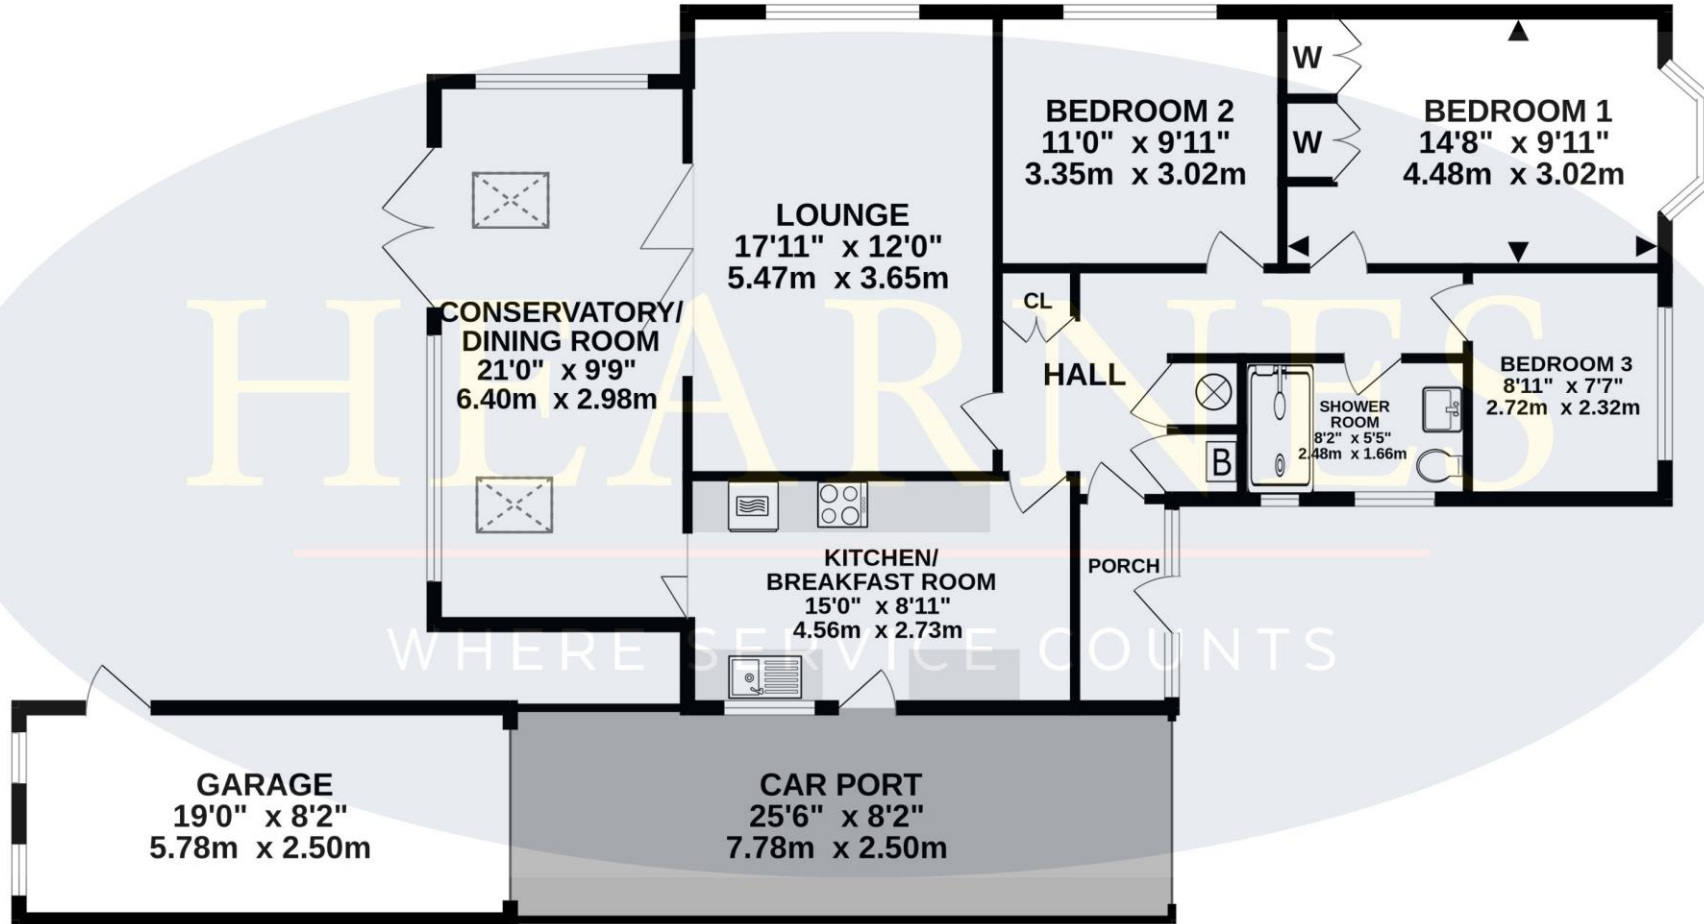 LOUNGE
17'11" x 12'0"
5.47m x 3.65m
BEDROOM 2
11'0" x 9'11"
3.35m x 3.02m
W
W
BEDROOM 1
14'8" x 9'11"
4.48m x 3.02m
CONSERVATORY/
DINING ROOM
21'0" x 9'9"
6.40m x 2.98m
CL
HALL
B
SHOWER
ROOM
8'2" x 5'5"
2.48m x 1.66m
BEDROOM 3
8'11" x 7'7"
2.72m x 2.32m
KITCHEN/
BREAKFAST ROOM
15'0" x 8'11"
4.56m x 2.73m
PORCH
GARAGE
19'0" x 8'2"
5.78m x 2.50m
CAR PORT
25'6" x 8'2"
7.78m x 2.50m
HEARNES
WHERE SERVICE COUNTS